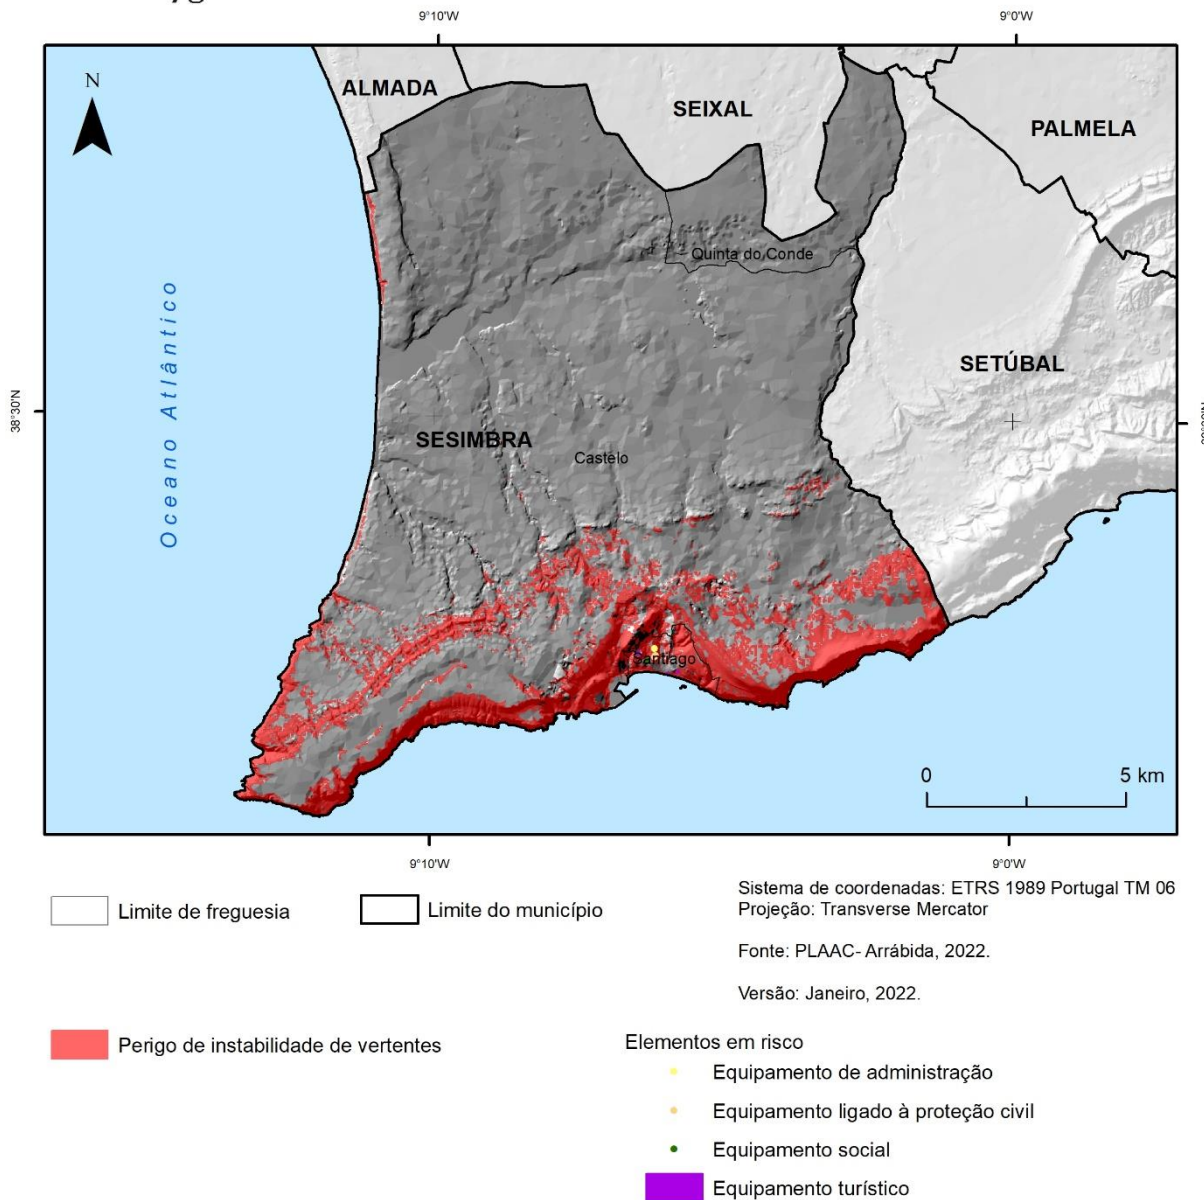 9°10'W 9°0'W
N
ALMADA
SEIXAL
PALMELA
Quinta do Conde
Oceano Atlântico
SETÚBAL
38°30'N
SESIMBRA
Castelo
Santiago
0 5 km
9°10'W 9°0'W
Limite de freguesia
Limite do município
Sistema de coordenadas: ETRS 1989 Portugal TM 06
Projeção: Transverse Mercator
Fonte: PLAAC- Arrábida, 2022.
Versão: Janeiro, 2022.
Perigo de instabilidade de vertentes
Elementos em risco
Equipamento de administração
Equipamento ligado à proteção civil
Equipamento social
Equipamento turístico